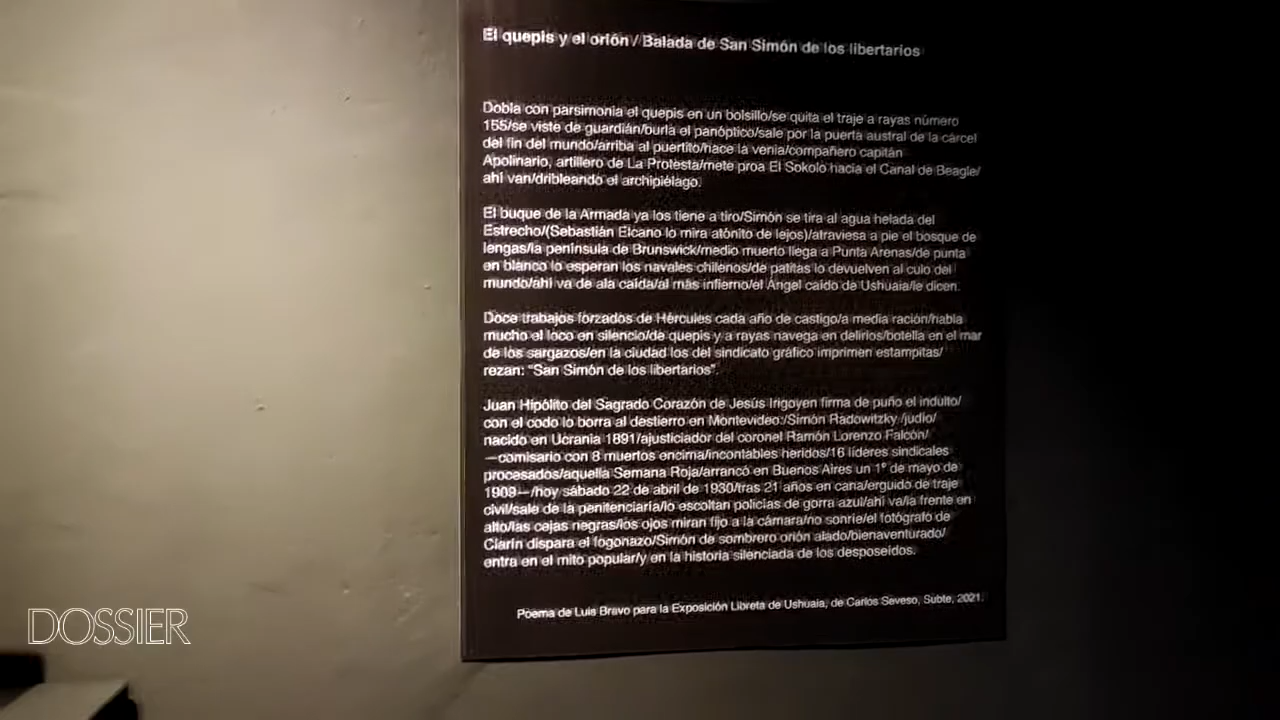 El quepis y el orión / Balada de San Simón de los libertarios
Dobla con parsimonia el quepis en un bolsillo/se quita el traje a rayas número
155/se viste de guardián/burla el panóptico/sale por la puerta austral de la cárcel
del fin del mundo/arriba al puertito/hace la venia/compañero capitán
Apolinario, artillero de La Protesta/mete proa El Sokolo hacia el Canal de Beagle/
ahí van/dribleando el archipiélago.
El buque de la Armada ya los tiene a tiro/Simón se tira al agua helada del
Estrecho/(Sebastián Elcano lo mira atónito de lejos)/atraviesa a pie el bosque de
lengas/la península de Brunswick/medio muerto llega a Punta Arenas/de punta
en blanco lo esperan los navales chilenos/de patitas lo devuelven al culo del
mundo/ahí va de ala caída/al más infierno/el Ángel caído de Ushuaia/le dicen.
Doce trabajos forzados de Hércules cada año de castigo/a media ración/habla
mucho el loco en silencio/de quepis y a rayas navega en delirios/botella en el mar
de los sargazos/en la ciudad los del sindicato gráfico imprimen estampitas/
rezan: "San Simón de los libertarios".
Juan Hipólito del Sagrado Corazón de Jesús Irigoyen firma de puño el indulto/
con el codo lo borra al destierro en Montevideo:/Simón Radowitzky /judío/
nacido en Ucrania 1891/ajusticiador del coronel Ramón Lorenzo Falcón/
—comisario con 8 muertos encima/incontables heridos/16 líderes sindicales
procesados/aquella Semana Roja/arrancó en Buenos Aires un 1º de mayo de
1909—/hoy sábado 22 de abril de 1930/tras 21 años en cana/erguido de traje
civil/sale de la penitenciaría/lo escoltan policías de gorra azul/ahí va/la frente en
alto/las cejas negras/los ojos miran fijo a la cámara/no sonríe/el fotógrafo de
Clarín dispara el fogonazo/Simón de sombrero orión alado/bienaventurado/
entra en el mito popular/y en la historia silenciada de los desposeídos.
Poema de Luis Bravo para la Exposición Libreta de Ushuaia, de Carlos Seveso, Subte, 2021.
DOSSIER